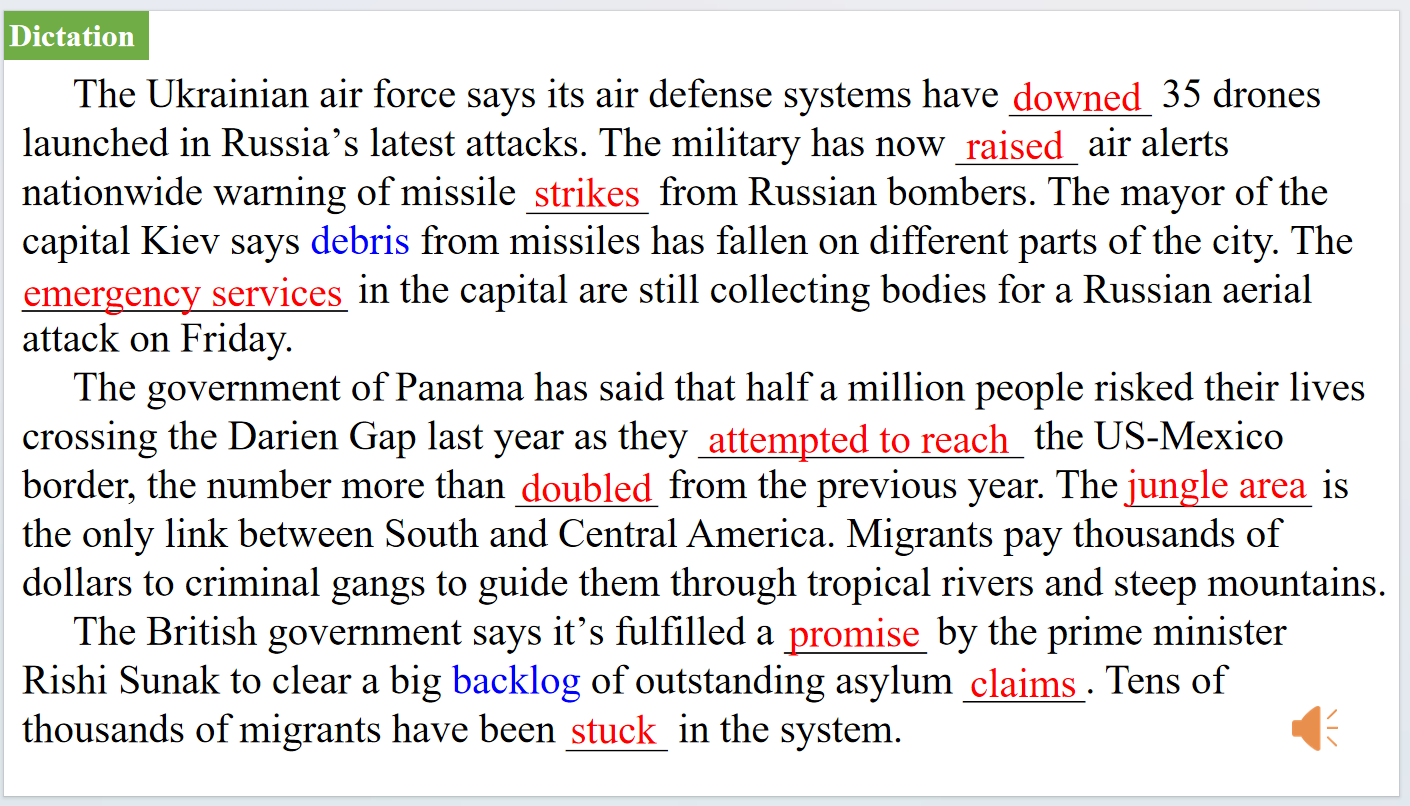 Dictation
The Ukrainian air force says its air defense systems have downed 35 drones
launched in Russia’s latest attacks. The military has now raised air alerts
nationwide warning of missile strikes from Russian bombers. The mayor of the
capital Kiev says debris from missiles has fallen on different parts of the city. The
emergency services in the capital are still collecting bodies for a Russian aerial
attack on Friday.
The government of Panama has said that half a million people risked their lives
crossing the Darien Gap last year as they attempted to reach the US-Mexico
border, the number more than doubled from the previous year. The jungle area is
the only link between South and Central America. Migrants pay thousands of
dollars to criminal gangs to guide them through tropical rivers and steep mountains.
The British government says it’s fulfilled a promise by the prime minister
Rishi Sunak to clear a big backlog of outstanding asylum claims. Tens of
thousands of migrants have been stuck in the system.